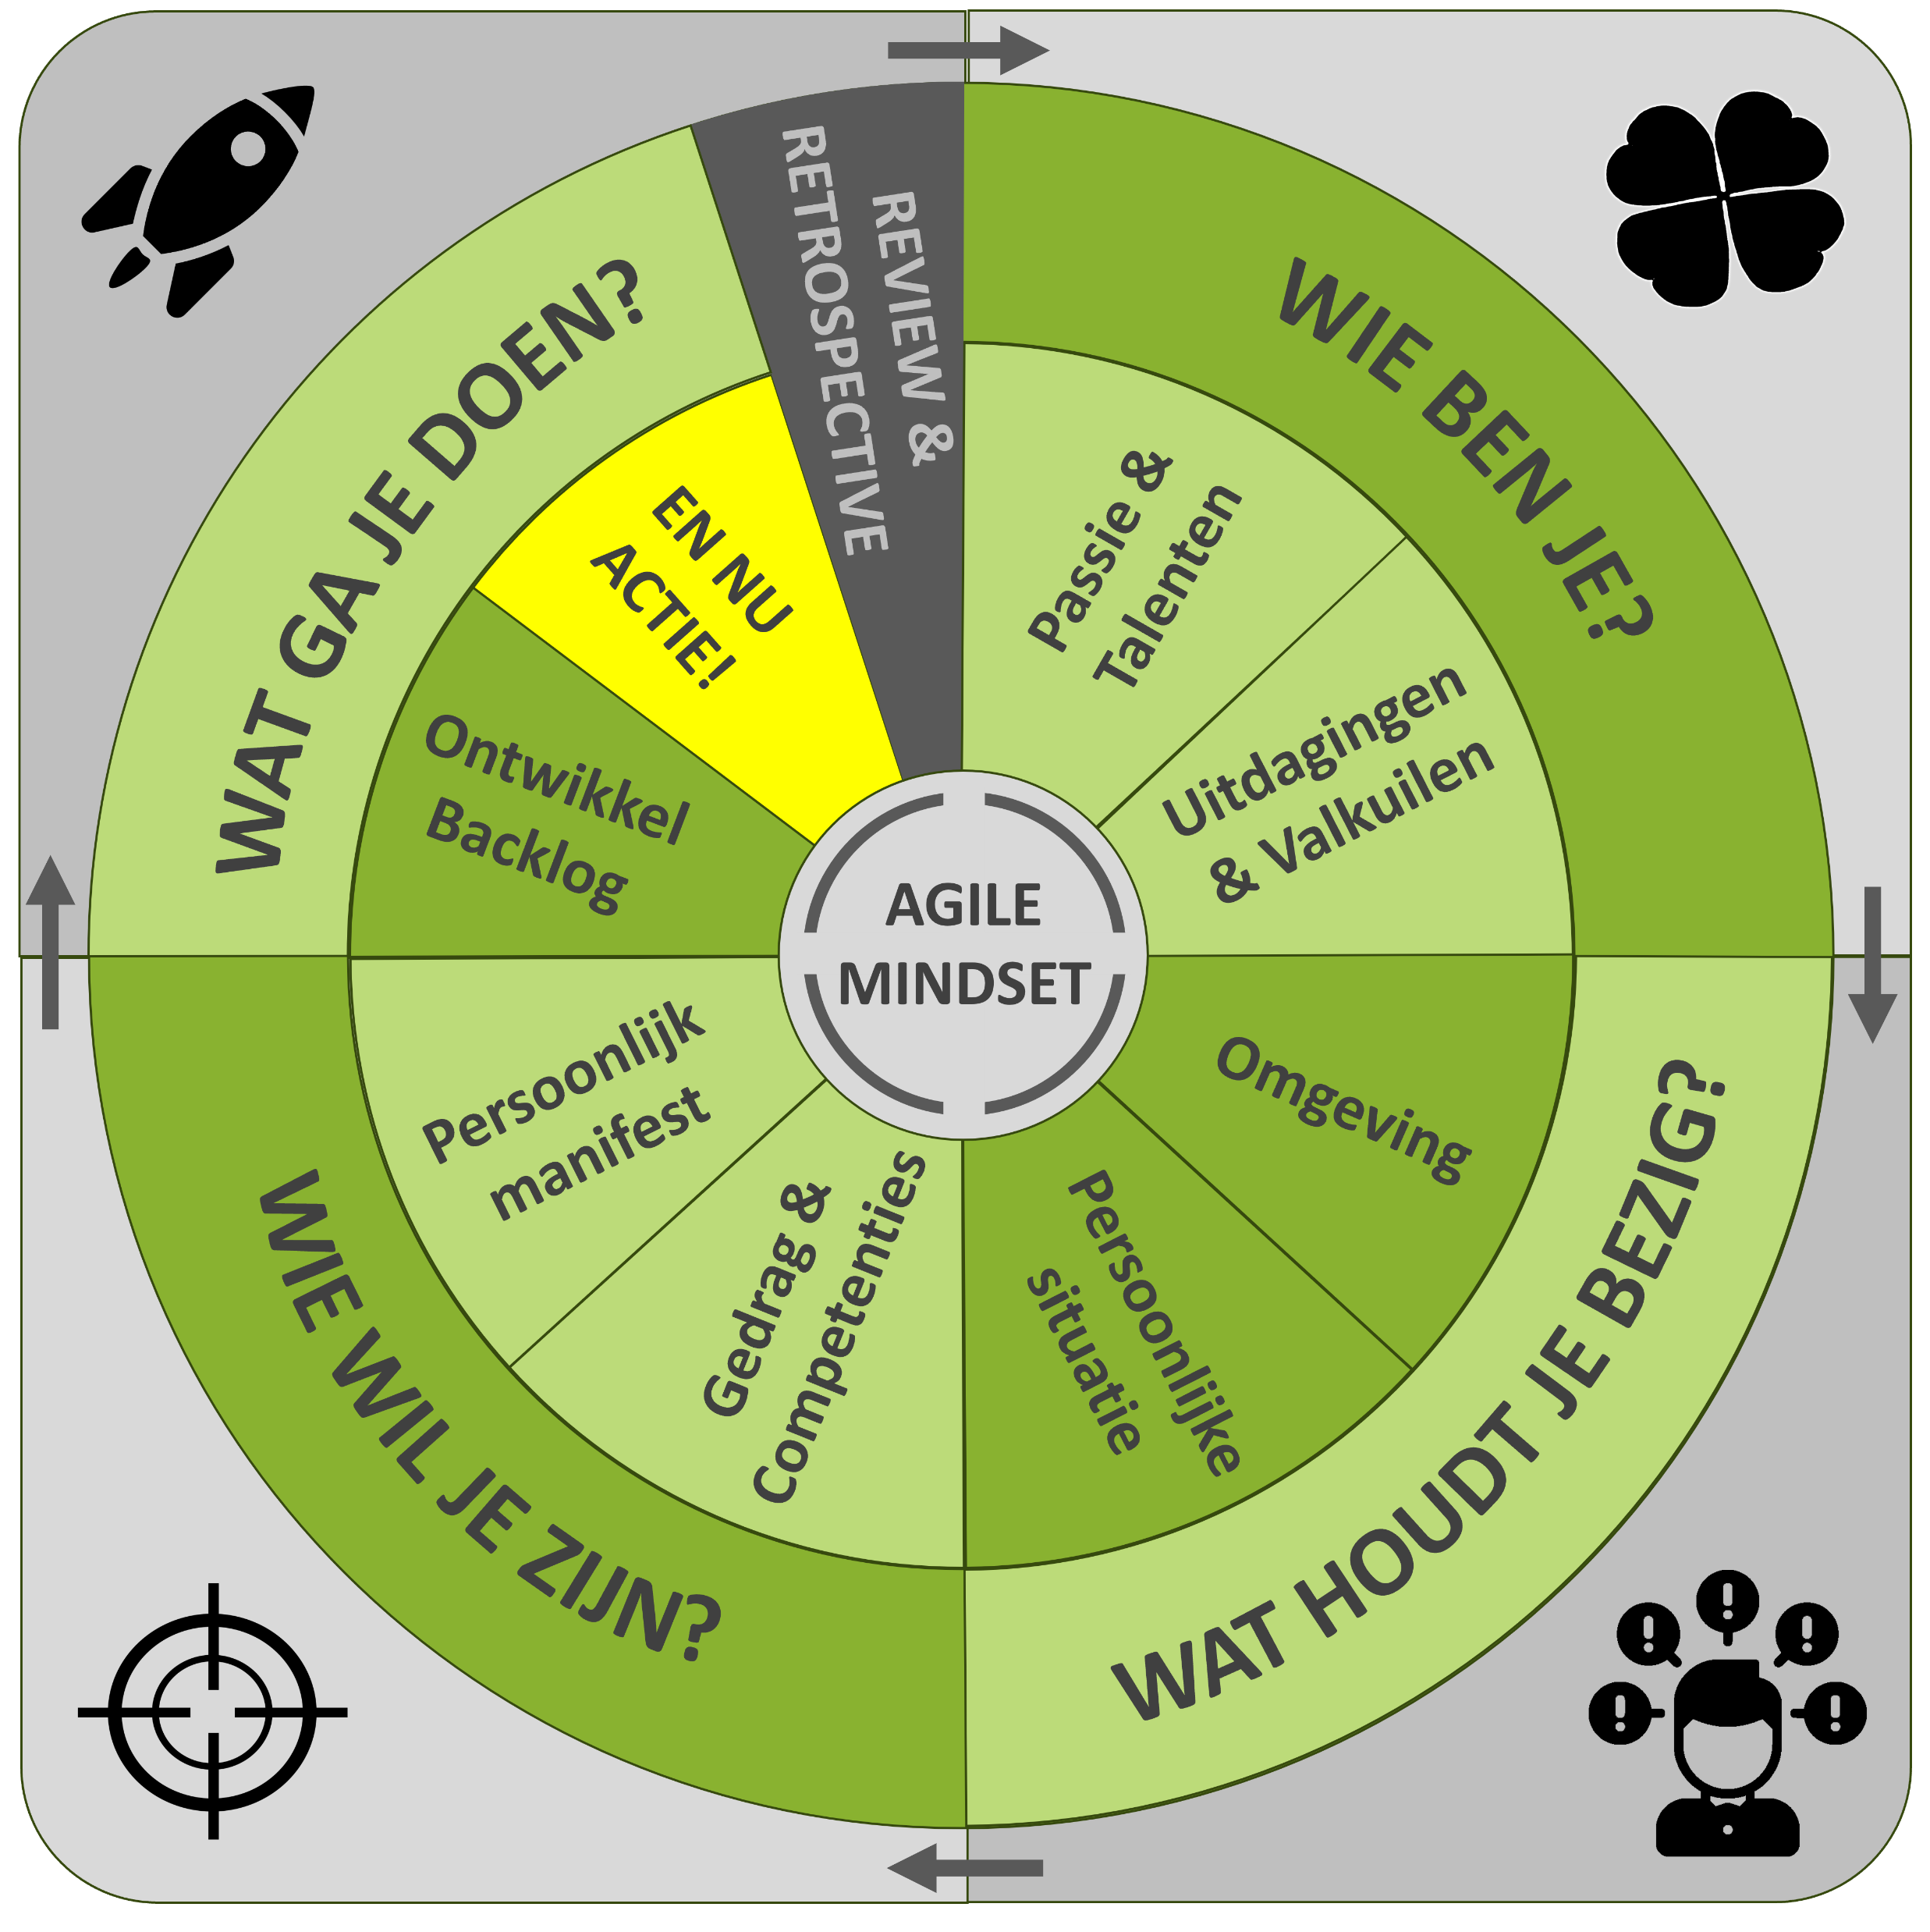 WIE BEN JE?
Passie &
Talenten
Uitdagingen
& Valkuilen
WAT HOUDT JE BEZIG?
Omgeving
Persoonlijke
situatie
WIE WIL JE ZIJN?
Gedrag &
Competenties
Persoonlijk
manifest
WAT GA JE DOEN?
Ontwikkel
Backlog
EN NU
ACTIE!
REVIEW &
RETROSPECTIVE
AGILE
MINDSET